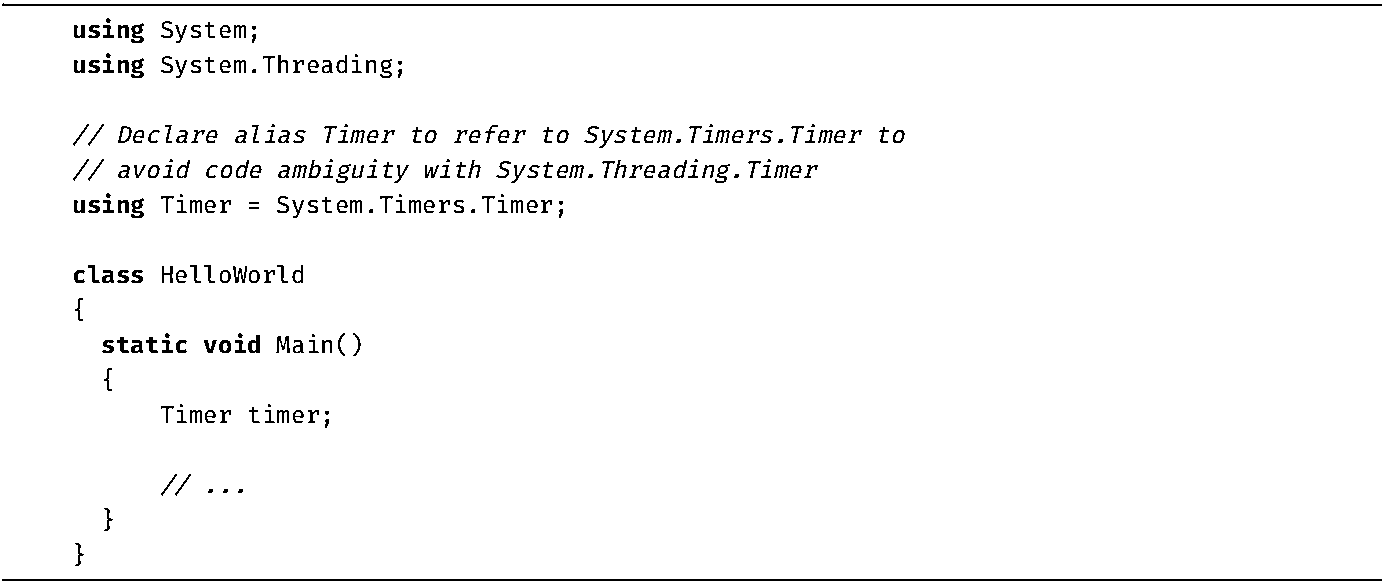 using System;
using System.Threading;
// Declare alias Timer to refer to System.Timers.Timer to
// avoid code ambiguity with System.Threading.Timer
using Timer = System.Timers.Timer;
class HelloWorld
{
  static void Main()
  {
      Timer timer;
      // ...
  }
}